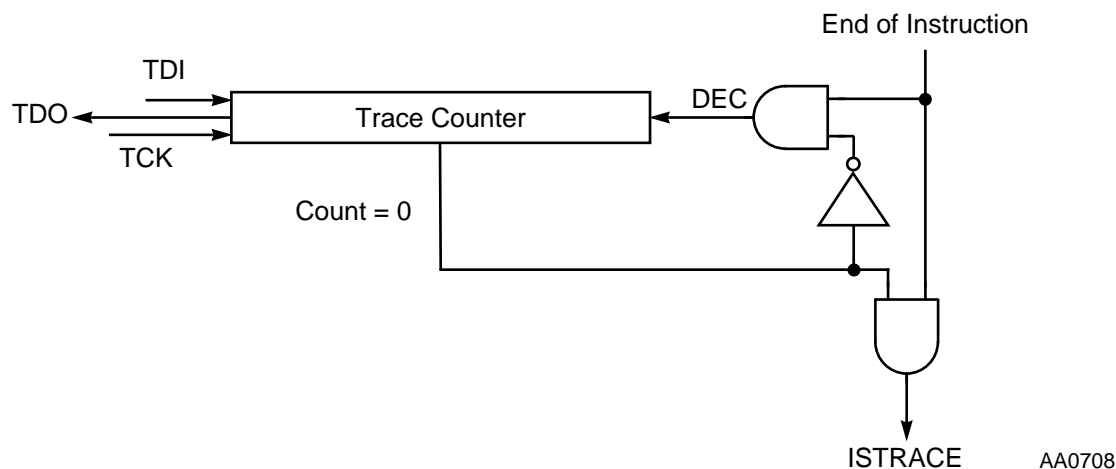 End of Instruction
TDI
DEC
TDO
Trace Counter
TCK
Count = 0
ISTRACE
AA0708